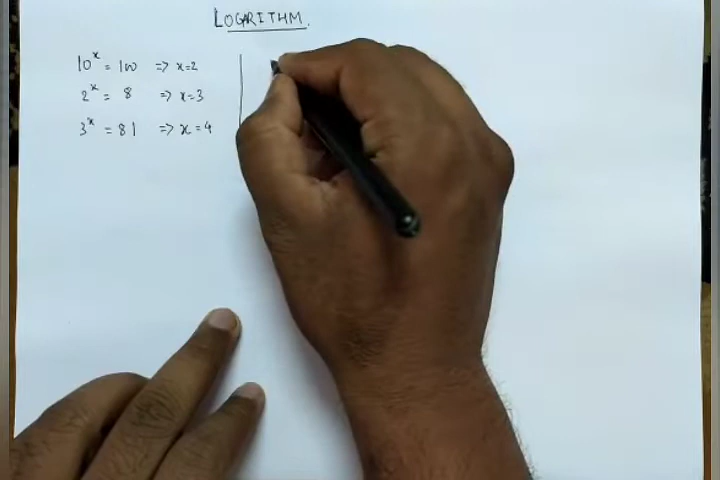 LOGARITHM.
10^x = 100 => x=2
2^x = 8 => x=3
3^x = 81 => x=4